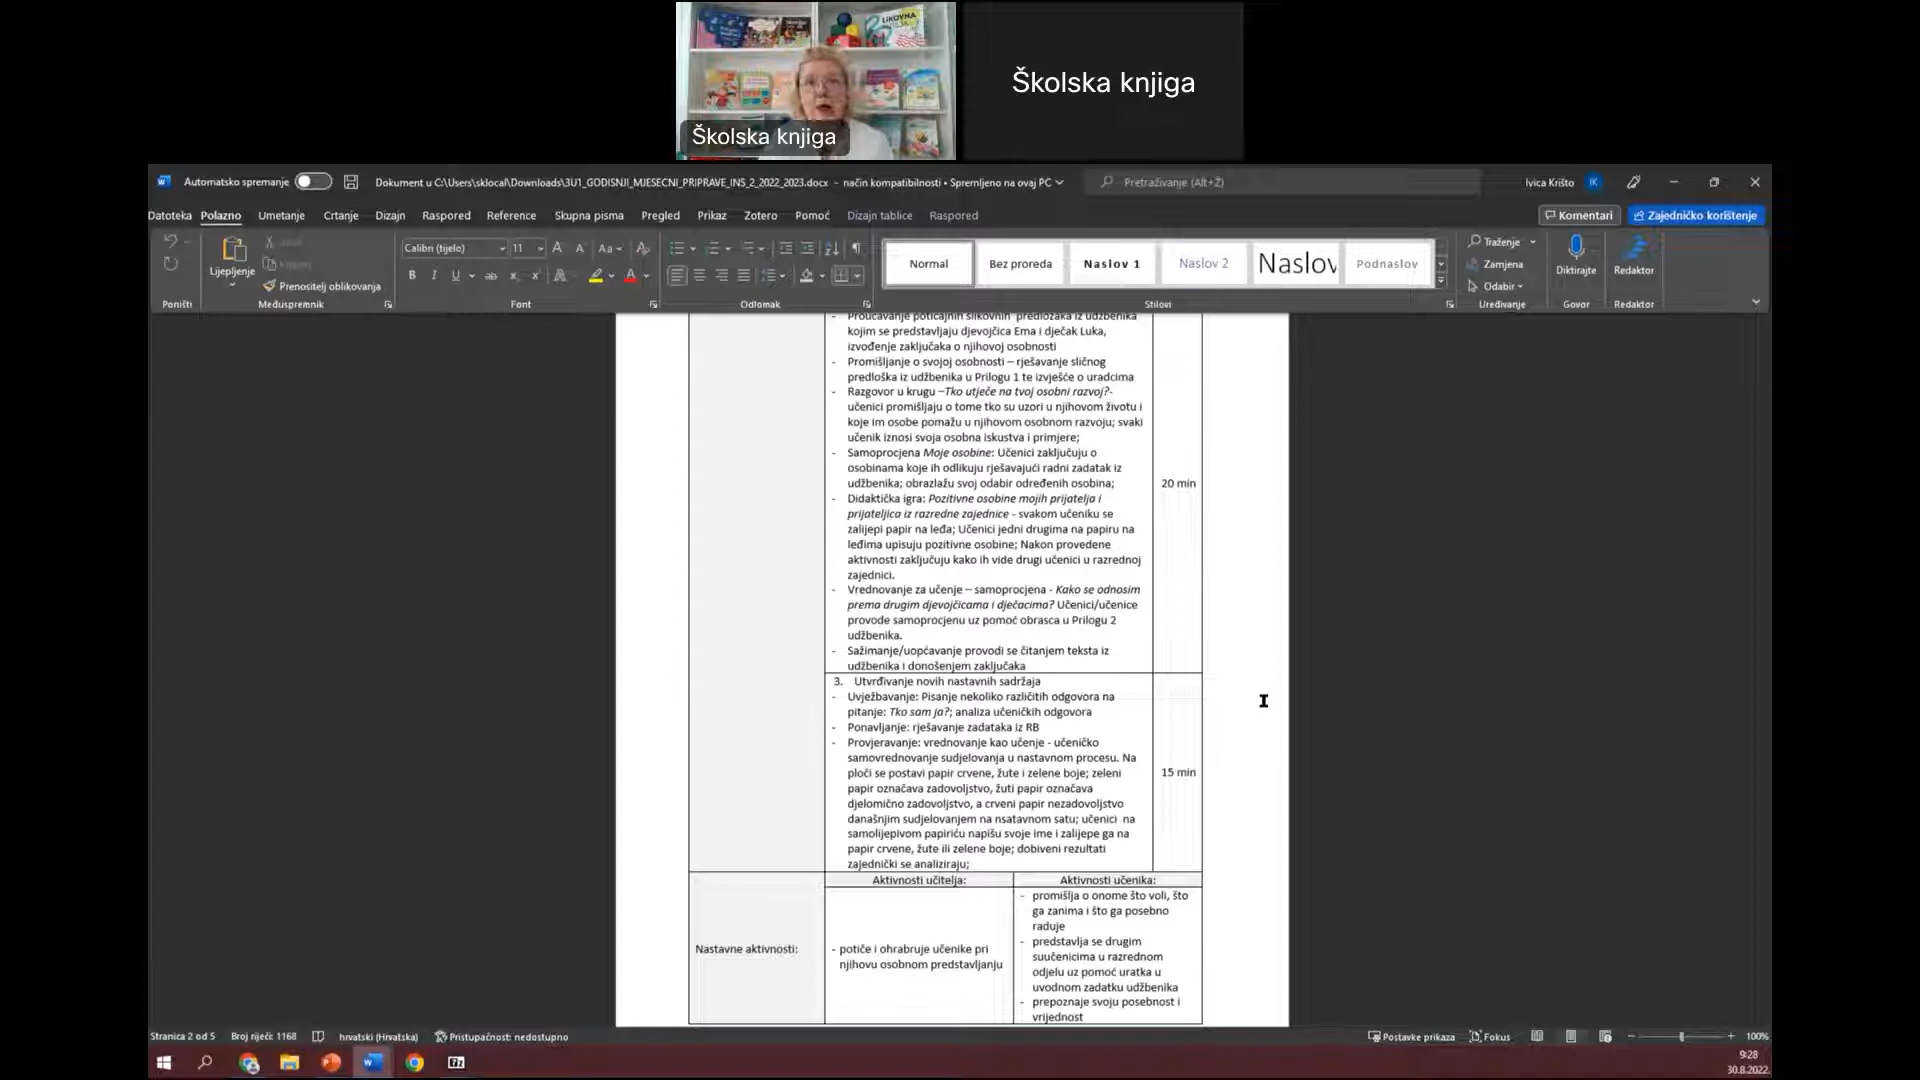 LIKOVNA
Školska knjiga
Školska knjiga
Automatsko spremanje
Dokument u C:\Users\sklocal\Downloads\3U1_GODISNJI_MJESECNI_PRIPRAVE_INS_2_2022_2023.docx - način kompatibilnosti • Spremljeno na ovaj PC
Pretraživanje (Alt+Ž)
Ivica Krišto IK
Datoteka Polazno Umetanje Crtanje Dizajn Raspored Reference Skupna pisma Pregled Prikaz Zotero Pomoć Dizajn tablice Raspored
Komentari Zajedničko korištenje
Lijepljenje
Prenositelj oblikovanja
Calibri (tijelo) 11
Normal Bez proreda Naslov 1 Naslov 2 Naslov Podnaslov
Traženje
Zamjena
Odabir
Diktirajte
Redaktor
Poništi Međuspremnik Font Odlomak Stilovi Uređivanje Govor Redaktor
- Proučavanje poticajnih slikovnih predložaka iz udžbenika
kojim se predstavljaju djevojčica Ema i dječak Luka,
izvođenje zaključaka o njihovoj osobnosti
- Promišljanje o svojoj osobnosti – rješavanje sličnog
predloška iz udžbenika u Prilogu 1 te izvješće o uradcima
- Razgovor u krugu –Tko utječe na tvoj osobni razvoj?-
učenici promišljaju o tome tko su uzori u njihovom životu i
koje im osobe pomažu u njihovom osobnom razvoju; svaki
učenik iznosi svoja osobna iskustva i primjere;
- Samoprocjena Moje osobine: Učenici zaključuju o
osobinama koje ih odlikuju rješavajući radni zadatak iz
udžbenika; obrazlažu svoj odabir određenih osobina;
20 min
- Didaktička igra: Pozitivne osobine mojih prijatelja i
prijateljica iz razredne zajednice - svakom učeniku se
zalijepi papir na leđa; Učenici jedni drugima na papiru na
leđima upisuju pozitivne osobine; Nakon provedene
aktivnosti zaključuju kako ih vide drugi učenici u razrednoj
zajednici.
- Vrednovanje za učenje – samoprocjena - Kako se odnosim
prema drugim djevojčicama i dječacima? Učenici/učenice
provode samoprocjenu uz pomoć obrasca u Prilogu 2
udžbenika.
- Sažimanje/uopćavanje provodi se čitanjem teksta iz
udžbenika i donošenjem zaključaka
3. Utvrđivanje novih nastavnih sadržaja
- Uvježbavanje: Pisanje nekoliko različitih odgovora na
pitanje: Tko sam ja?; analiza učeničkih odgovora
- Ponavljanje: rješavanje zadataka iz RB
- Provjeravanje: vrednovanje kao učenje - učeničko
samovrednovanje sudjelovanja u nastavnom procesu. Na
ploči se postavi papir crvene, žute i zelene boje; zeleni
15 min
papir označava zadovoljstvo, žuti papir označava
djelomično zadovoljstvo, a crveni papir nezadovoljstvo
današnjim sudjelovanjem na nsatavnom satu; učenici na
samolijepivom papiriću napišu svoje ime i zalijepe ga na
papir crvene, žute ili zelene boje; dobiveni rezultati
zajednički se analiziraju;
Aktivnosti učitelja: Aktivnosti učenika:
Nastavne aktivnosti:
- potiče i ohrabruje učenike pri
njihovu osobnom predstavljanju
- promišlja o onome što voli, što
ga zanima i što ga posebno
raduje
- predstavlja se drugim
suučenicima u razrednom
odjelu uz pomoć uratka u
uvodnom zadatku udžbenika
- prepoznaje svoju posebnost i
vrijednost
Stranica 2 od 5 Broj riječi: 1168 hrvatski (Hrvatska) Pristupačnost: nedostupno
Postavke prikaza Fokus 100%
9:28
30.8.2022.